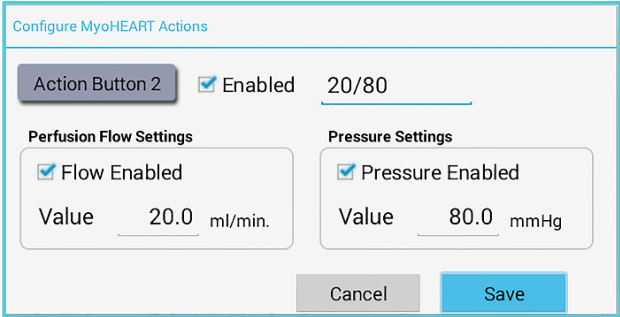 Configure MyoHEART Actions
Action Button 2 Enabled 20/80
Perfusion Flow Settings Pressure Settings
Flow Enabled Pressure Enabled
Value 20.0 ml/min. Value 80.0 mmHg
Cancel Save